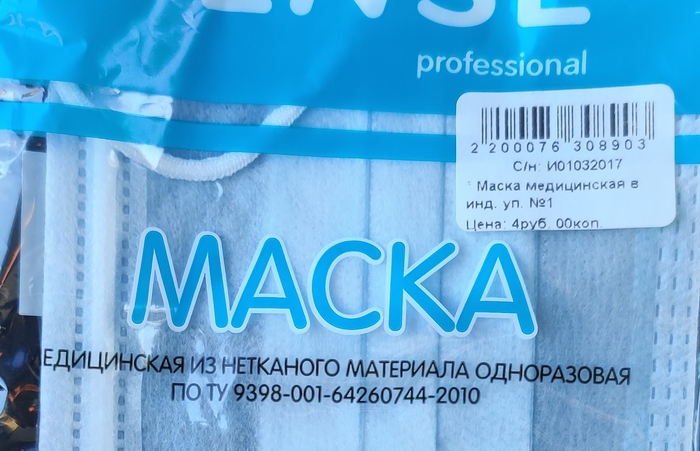 professional
2 200076 308903
С/н: И01032017
* Маска медицинская в
инд. уп. №1
Цена: 4руб. 00коп.
МАСКА
ЕДИЦИНСКАЯ ИЗ НЕТКАНОГО МАТЕРИАЛА ОДНОРАЗОВАЯ
ПО ТУ 9398-001-64260744-2010